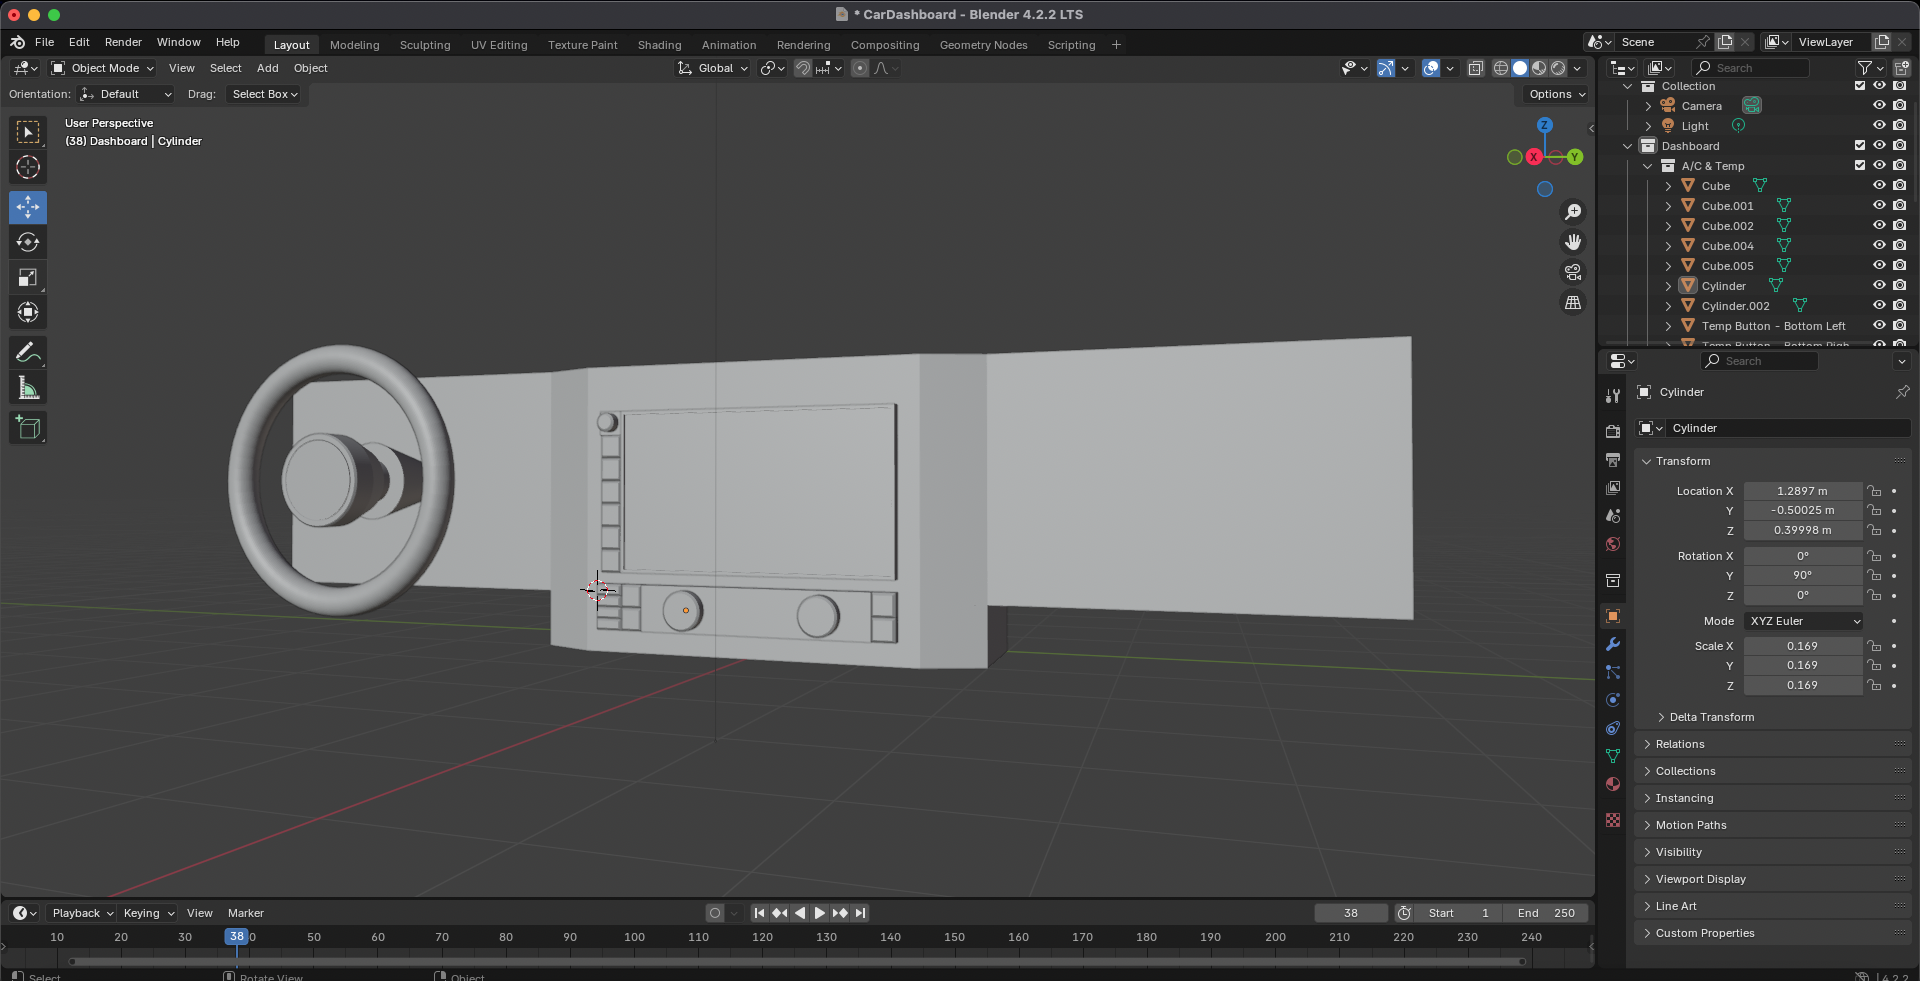 * CarDashboard - Blender 4.2.2 LTS
File Edit Render Window Help
Layout Modeling Sculpting UV Editing Texture Paint Shading Animation Rendering Compositing Geometry Nodes Scripting +
Scene
ViewLayer
Object Mode View Select Add Object
Global
Search
Orientation: Default Drag: Select Box
Options
User Perspective
(38) Dashboard | Cylinder
Z
X
Y
Collection
Camera
Light
Dashboard
A/C & Temp
Cube
Cube.001
Cube.002
Cube.004
Cube.005
Cylinder
Cylinder.002
Temp Button - Bottom Left
Temp Button - Bottom Righ
Search
Cylinder
Cylinder
Transform
Location X 1.2897 m
Y -0.50025 m
Z 0.39998 m
Rotation X 0°
Y 90°
Z 0°
Mode XYZ Euler
Scale X 0.169
Y 0.169
Z 0.169
Delta Transform
Relations
Collections
Instancing
Motion Paths
Visibility
Viewport Display
Line Art
Custom Properties
Playback Keying View Marker
38 Start 1 End 250
10 20 30 38 0 50 60 70 80 90 100 110 120 130 140 150 160 170 180 190 200 210 220 230 240
Select Rotate View Object
4.2.2